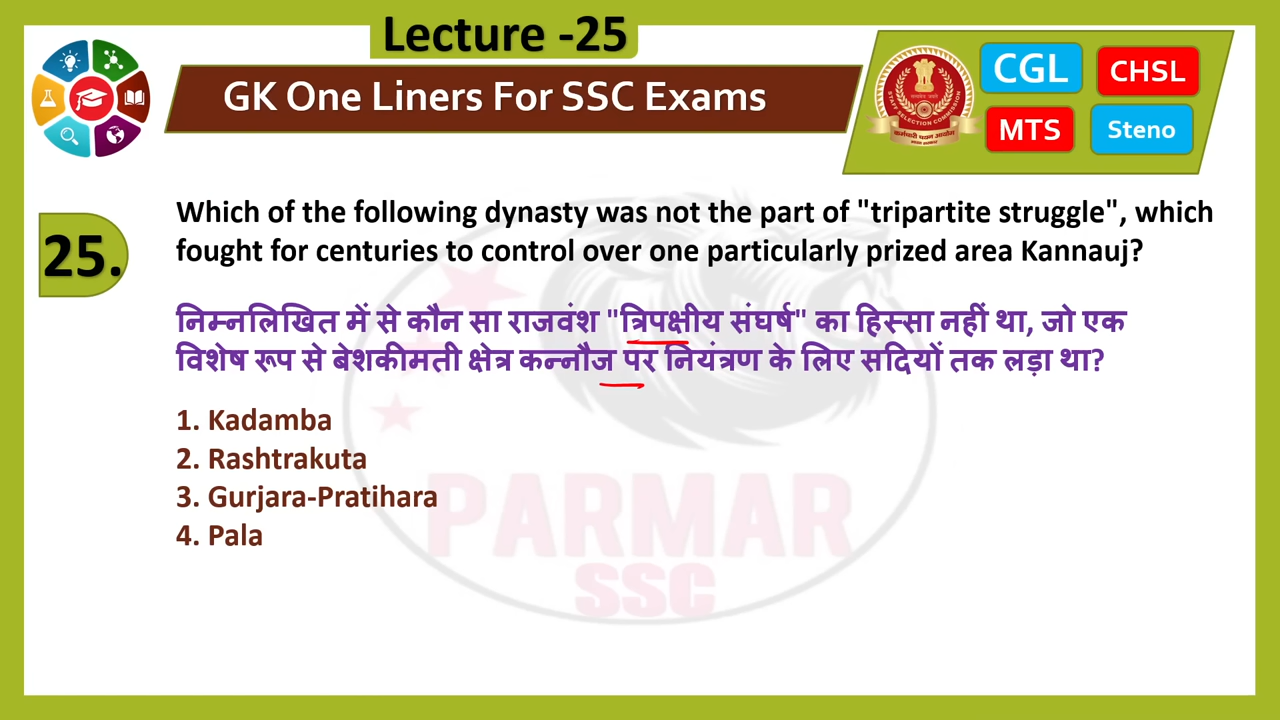 Lecture -25
GK One Liners For SSC Exams
CGL
CHSL
MTS
Steno
STAFF SELECTION COMMISSION
25.
Which of the following dynasty was not the part of "tripartite struggle", which
fought for centuries to control over one particularly prized area Kannauj?
निम्नलिखित में से कौन सा राजवंश "त्रिपक्षीय संघर्ष" का हिस्सा नहीं था, जो एक
विशेष रूप से बेशकीमती क्षेत्र कन्नौज पर नियंत्रण के लिए सदियों तक लड़ा था?
1. Kadamba
2. Rashtrakuta
3. Gurjara-Pratihara
4. Pala
PARMAR
SSC